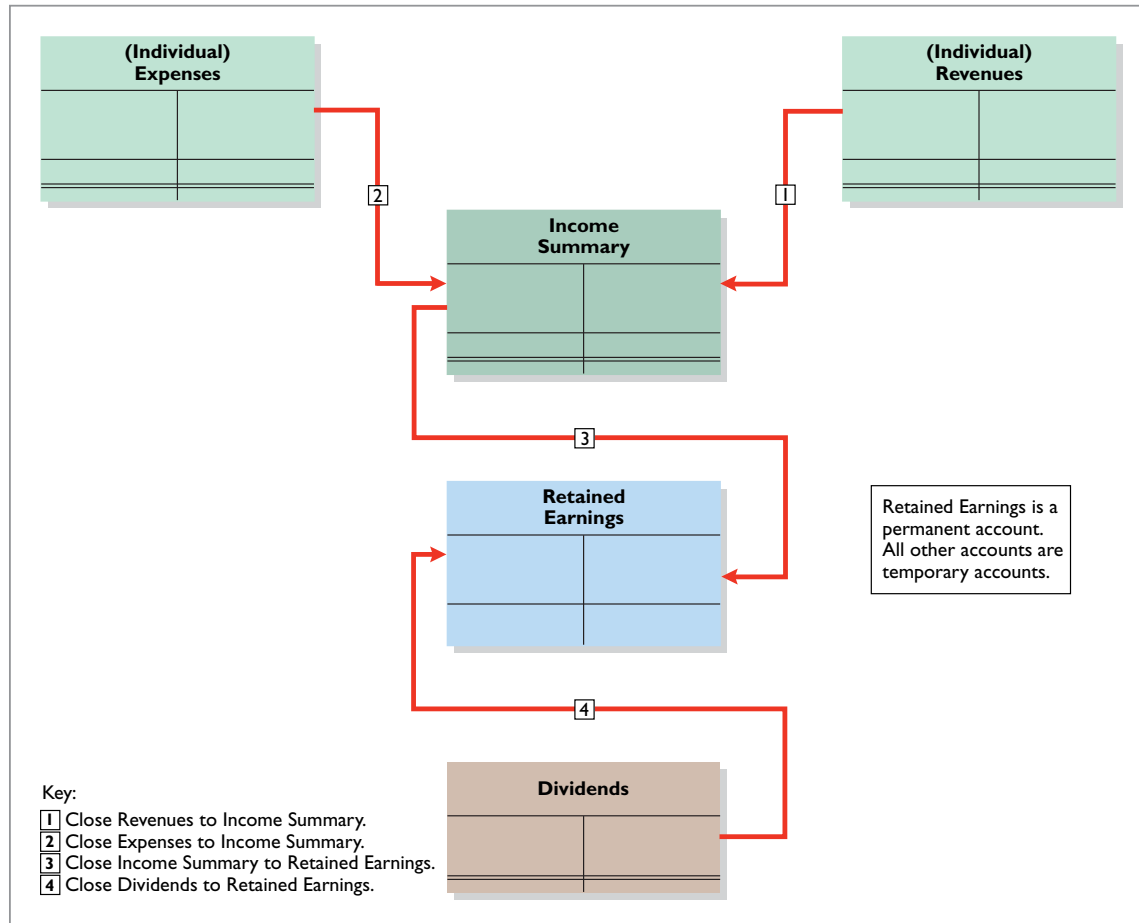 (Individual)
Expenses
(Individual)
Revenues
2
1
Income
Summary
3
Retained
Earnings
Retained Earnings is a
permanent account.
All other accounts are
temporary accounts.
4
Dividends
Key:
1 Close Revenues to Income Summary.
2 Close Expenses to Income Summary.
3 Close Income Summary to Retained Earnings.
4 Close Dividends to Retained Earnings.